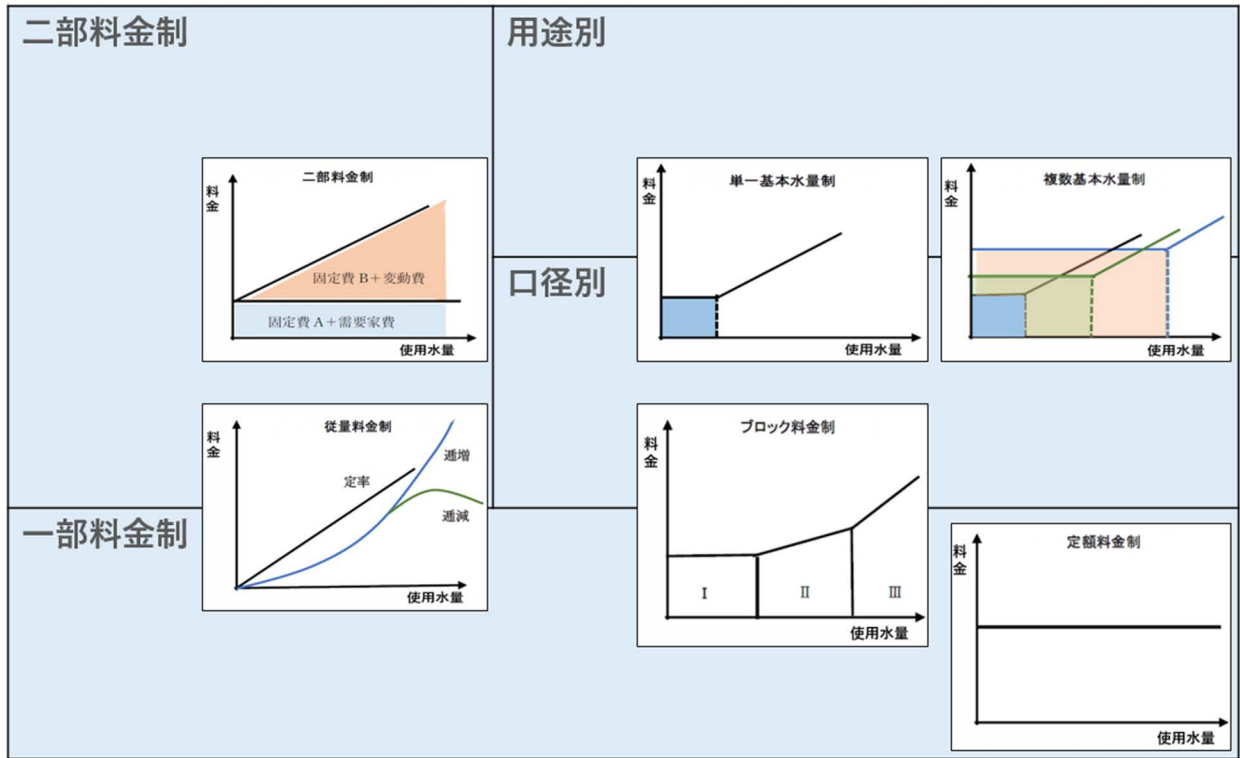 二部料金制
用途別
二部料金制
料金
固定費 B＋変動費
固定費 A＋需要家費
使用水量
単一基本水量制
料金
使用水量
複数基本水量制
料金
使用水量
口径別
従量料金制
料金
定率
逓増
逓減
使用水量
ブロック料金制
料金
I
II
III
使用水量
一部料金制
定額料金制
料金
使用水量